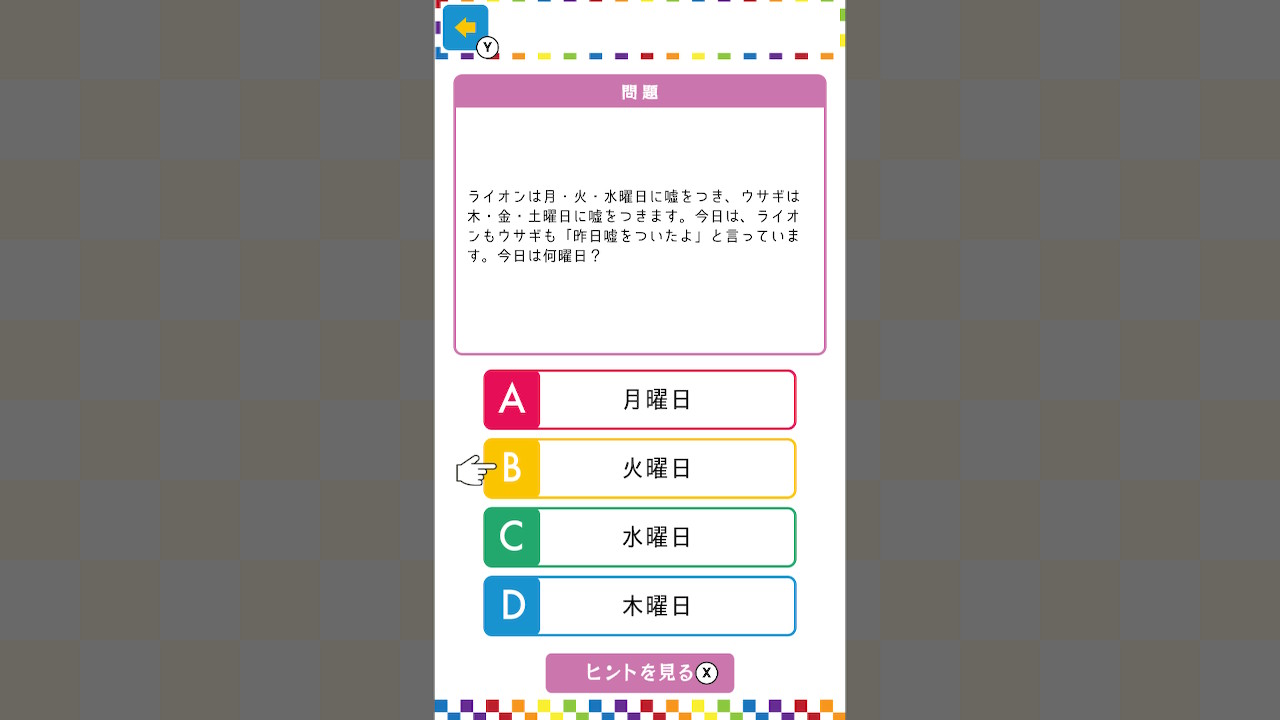 Y
問題
ライオンは月・火・水曜日に嘘をつき、ウサギは
木・金・土曜日に嘘をつきます。今日は、ライオ
ンもウサギも「昨日嘘をついたよ」と言っていま
す。今日は何曜日？
A 月曜日
B 火曜日
C 水曜日
D 木曜日
ヒントを見る X